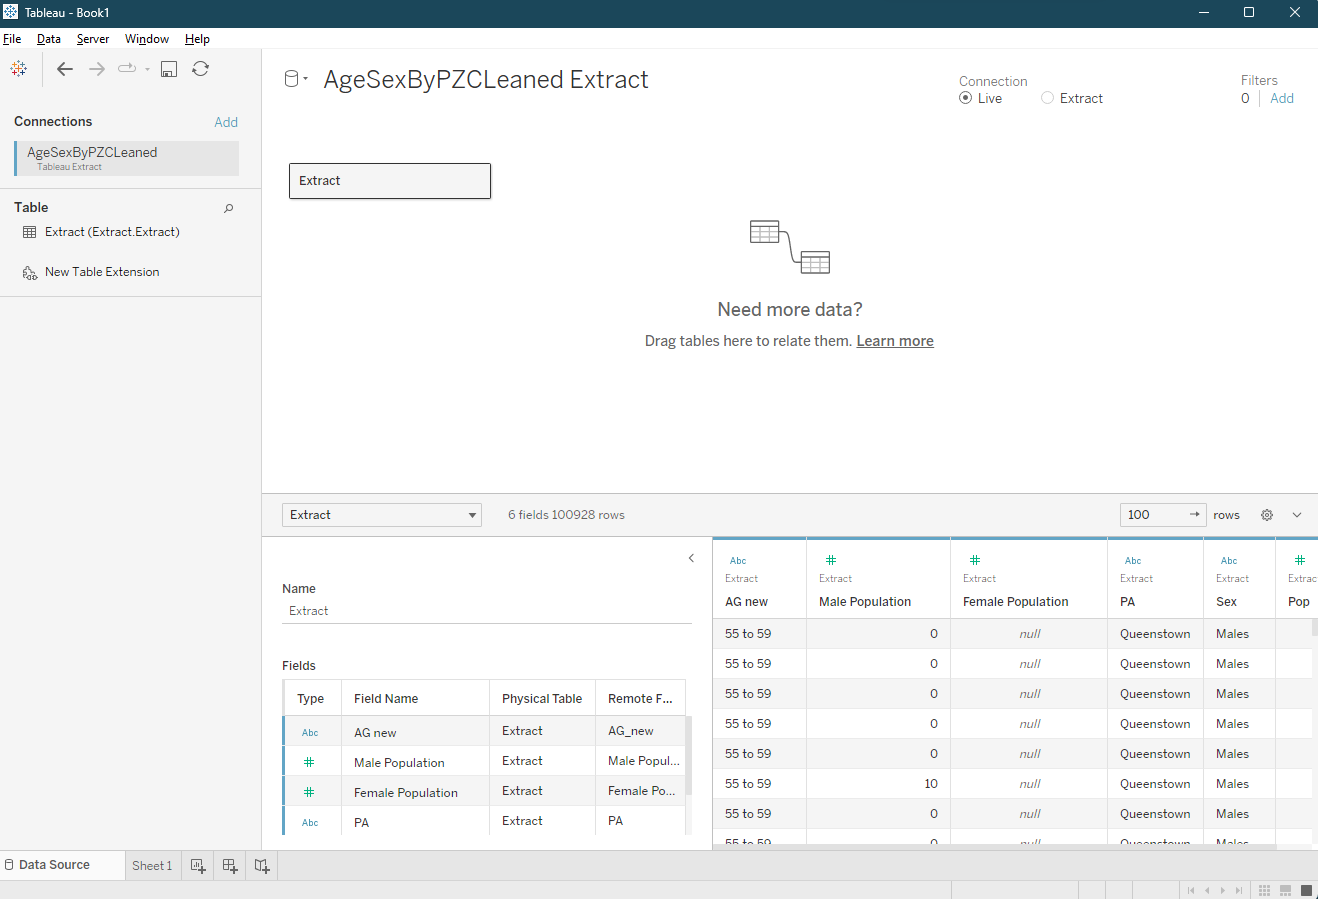 Tableau - Book1
File Data Server Window Help
AgeSexByPZCLeaned Extract
Connection
Live Extract
Filters
0 Add
Connections Add
AgeSexByPZCLeaned
Tableau Extract
Table
Extract (Extract.Extract)
New Table Extension
Extract
Need more data?
Drag tables here to relate them. Learn more
Extract 6 fields 100928 rows 100 rows
Name
Extract
Fields
Type Field Name Physical Table Remote F...
Abc AG new Extract AG_new
# Male Population Extract Male Popul...
# Female Population Extract Female Po...
Abc PA Extract PA
Abc # # Abc Abc #
Extract Extract Extract Extract Extract Extrac
AG new Male Population Female Population PA Sex Pop
55 to 59 0 null Queenstown Males
55 to 59 0 null Queenstown Males
55 to 59 0 null Queenstown Males
55 to 59 0 null Queenstown Males
55 to 59 0 null Queenstown Males
55 to 59 10 null Queenstown Males
55 to 59 0 null Queenstown Males
55 to 59 0 null Queenstown Males
Data Source Sheet 1